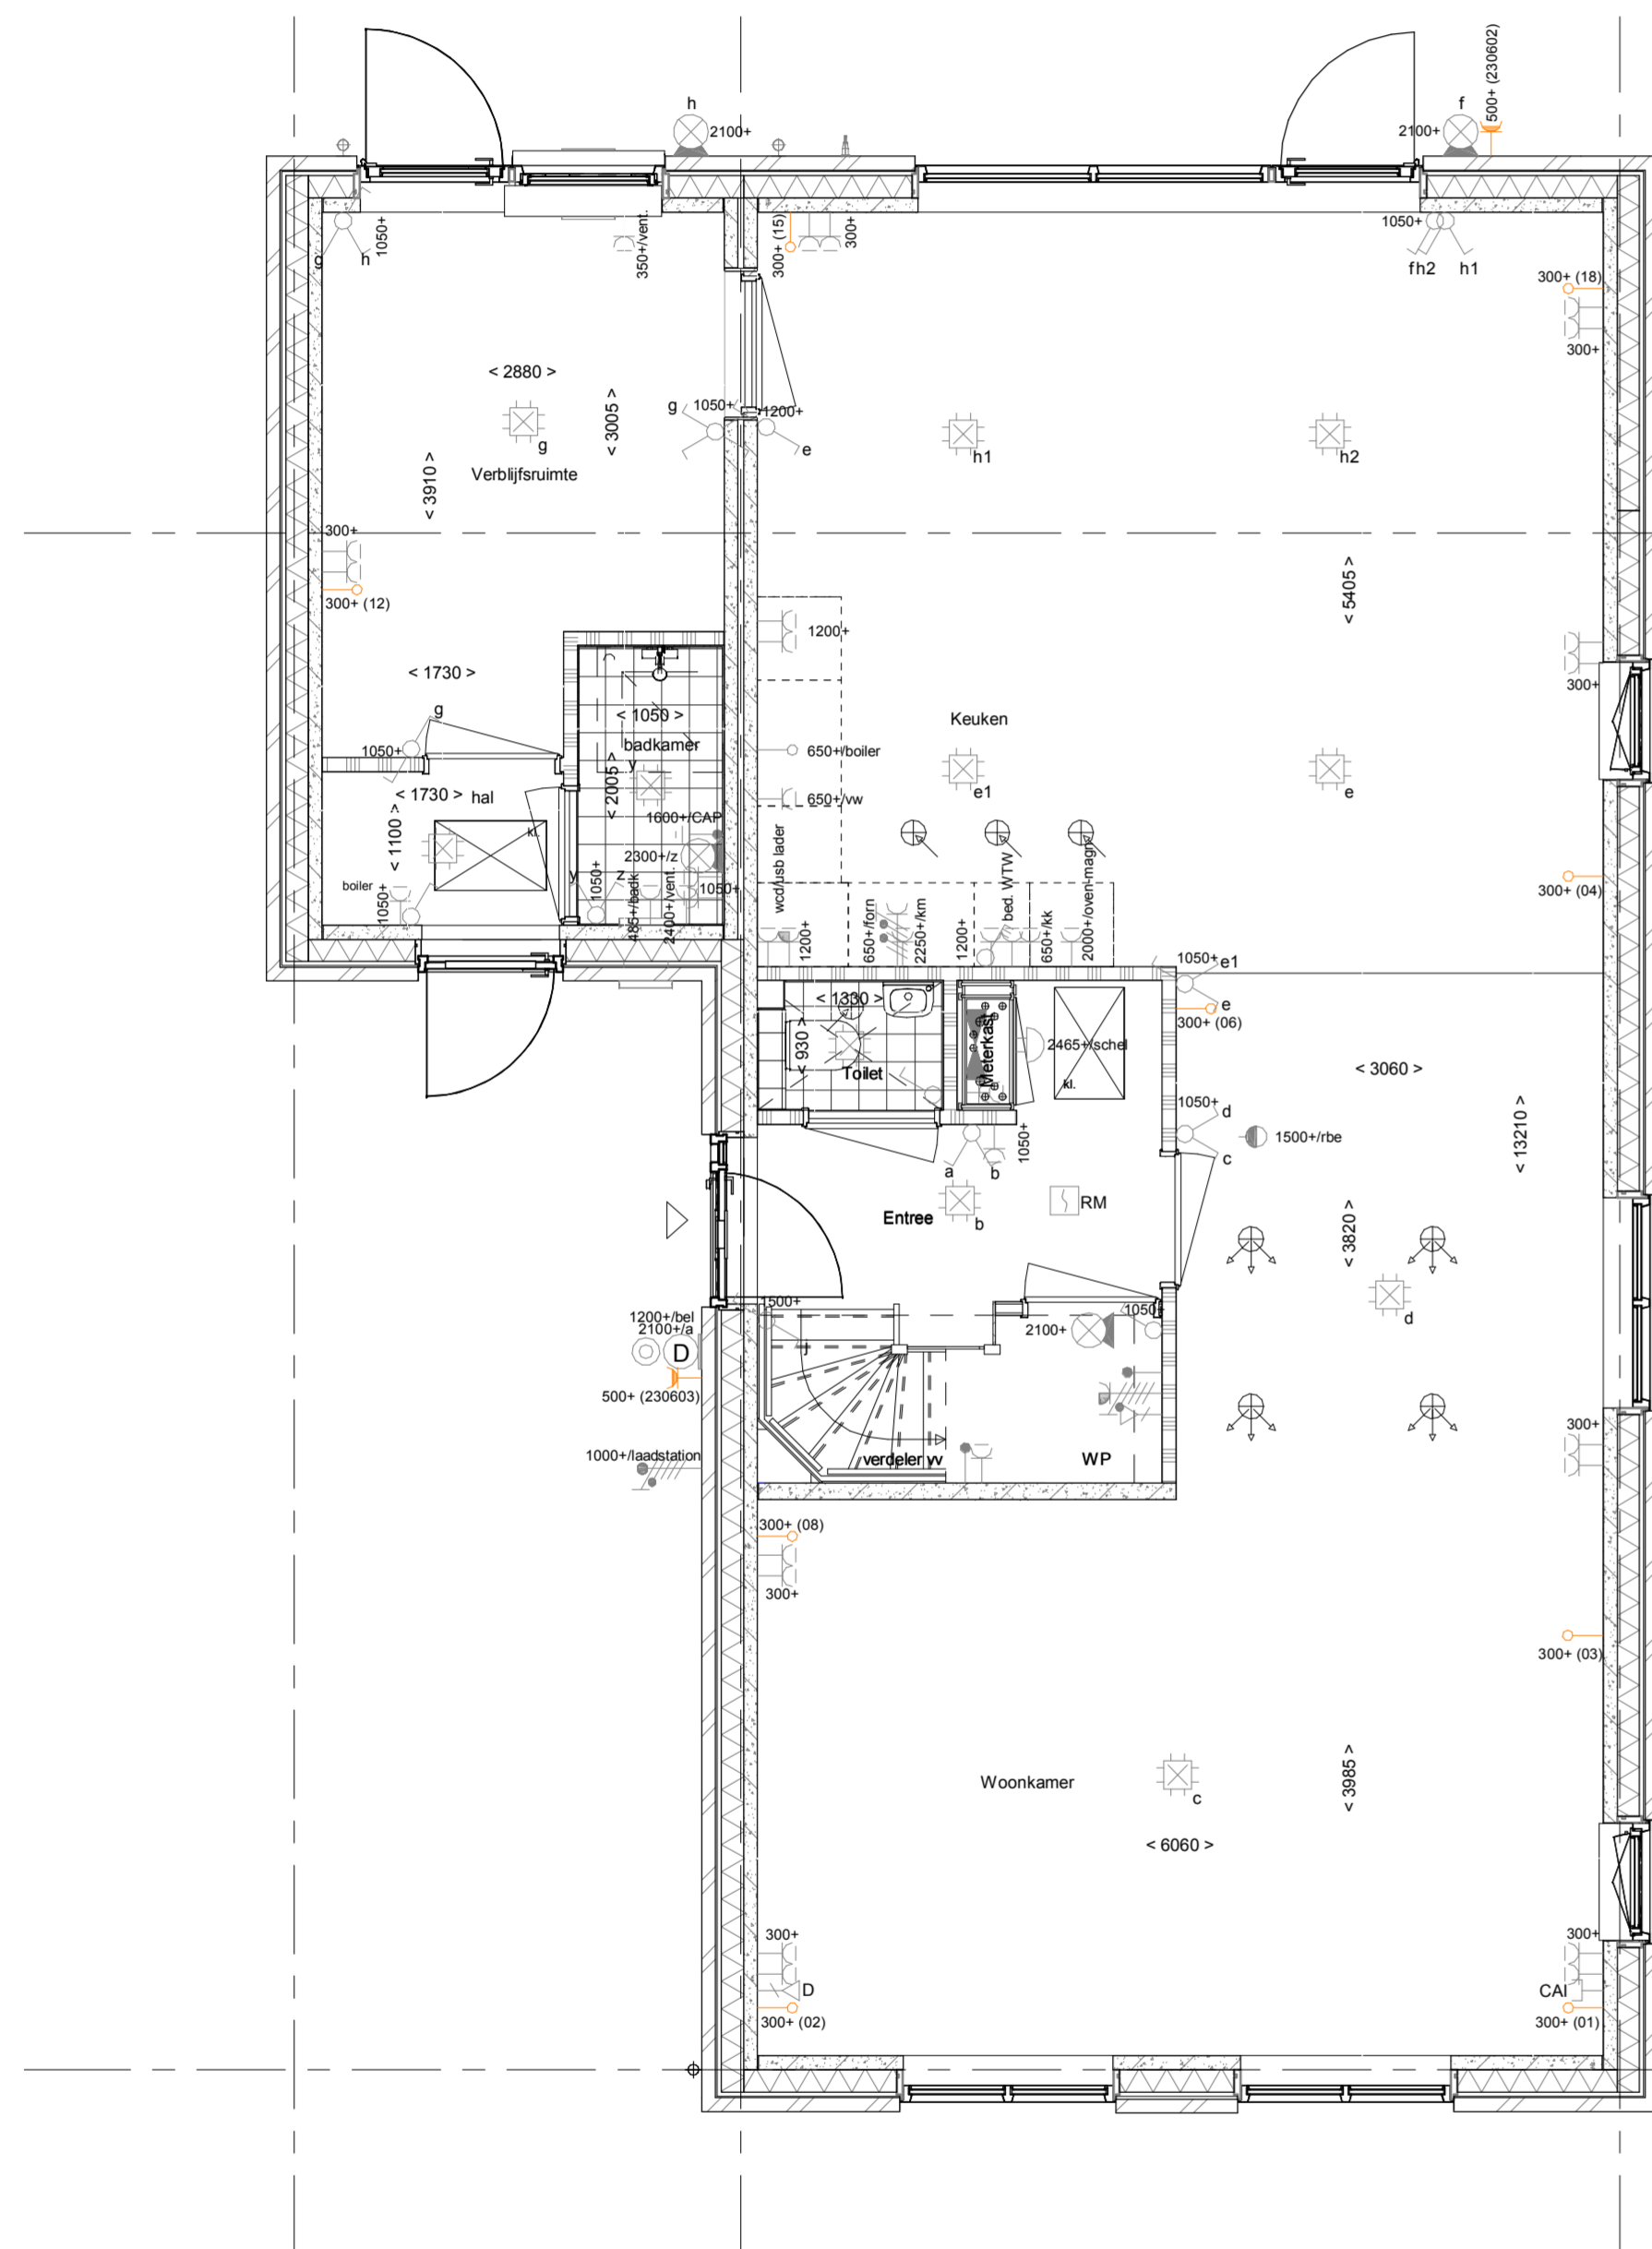 500+ (230602)
h
2100+
f
2100+
1050+
g
h
350+/vent.
300+ (15)
300+
1050+
fh2
h1
300+ (18)
300+
< 2880 >
< 3005 >
g
1050+
1200+
e
g
h1
h2
Verblijfsruimte
< 3910 >
300+
300+ (12)
< 5405 >
1200+
300+
< 1730 >
g
1050+
< 1050 >
badkamer
y
< 2005 >
Keuken
650+/boiler
e1
e
< 1730 >
hal
650+/vw
1600+/CAP
< 1100 >
kl.
2300+/z
wcd/usb lader
bed. WTW
2000+/oven-magn
300+ (04)
boiler
1050+
y
z
1050+
1050+
485+/badk
2400+/vent.
1200+
650+/forn
2250+/km
1200+
650+/kk
1050+
e1
e
300+ (06)
< 1330 >
< 930 >
Toilet
Meterkast
2465+/schel
kl.
< 3060 >
1050+
d
c
1500+/rbe
< 13210 >
a
b
1050+
RM
Entree
b
< 3820 >
d
1500+
1050+
2100+
j
1200+/bel
2100+/a
D
500+ (230603)
1000+/laadstation
verdeler vv
WP
300+
300+ (08)
300+
300+ (03)
Woonkamer
c
< 3985 >
< 6060 >
300+
D
300+ (02)
300+
CAI
300+ (01)